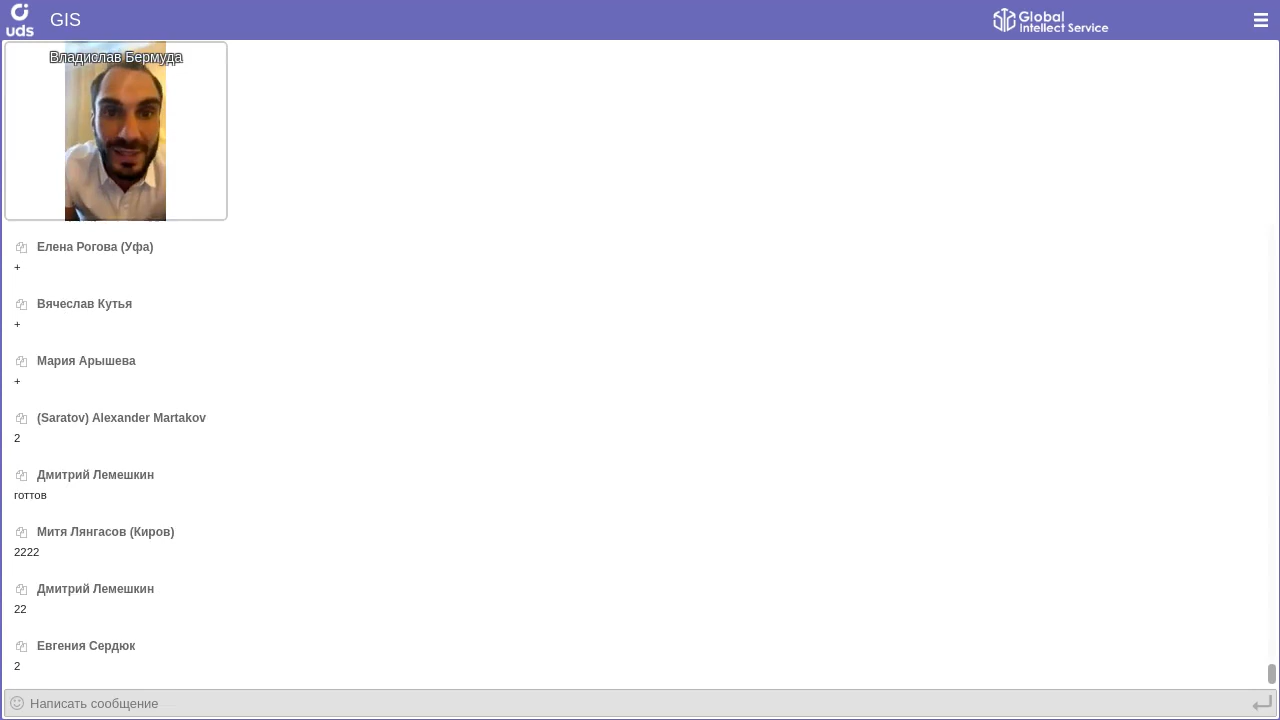 uds
GIS
Global
Intellect Service
Владислав Бермуда
Елена Рогова (Уфа)
+
Вячеслав Кутья
+
Мария Арышева
+
(Saratov) Alexander Martakov
2
Дмитрий Лемешкин
готтов
Митя Лянгасов (Киров)
2222
Дмитрий Лемешкин
22
Евгения Сердюк
2
Написать сообщение